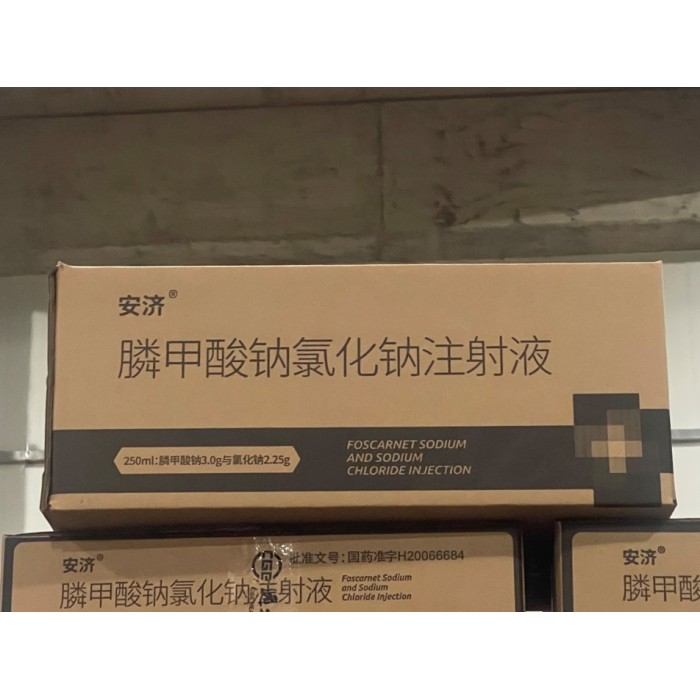 安济®
膦甲酸钠氯化钠注射液
250ml:膦甲酸钠3.0g与氯化钠2.25g
FOSCARNET SODIUM
AND SODIUM
CHLORIDE INJECTION
安济®
批准文号:国药准字H20066684
膦甲酸钠氯化钠注射液
Foscarnet Sodium
and Sodium
Chloride Injection
安济®
膦甲酸